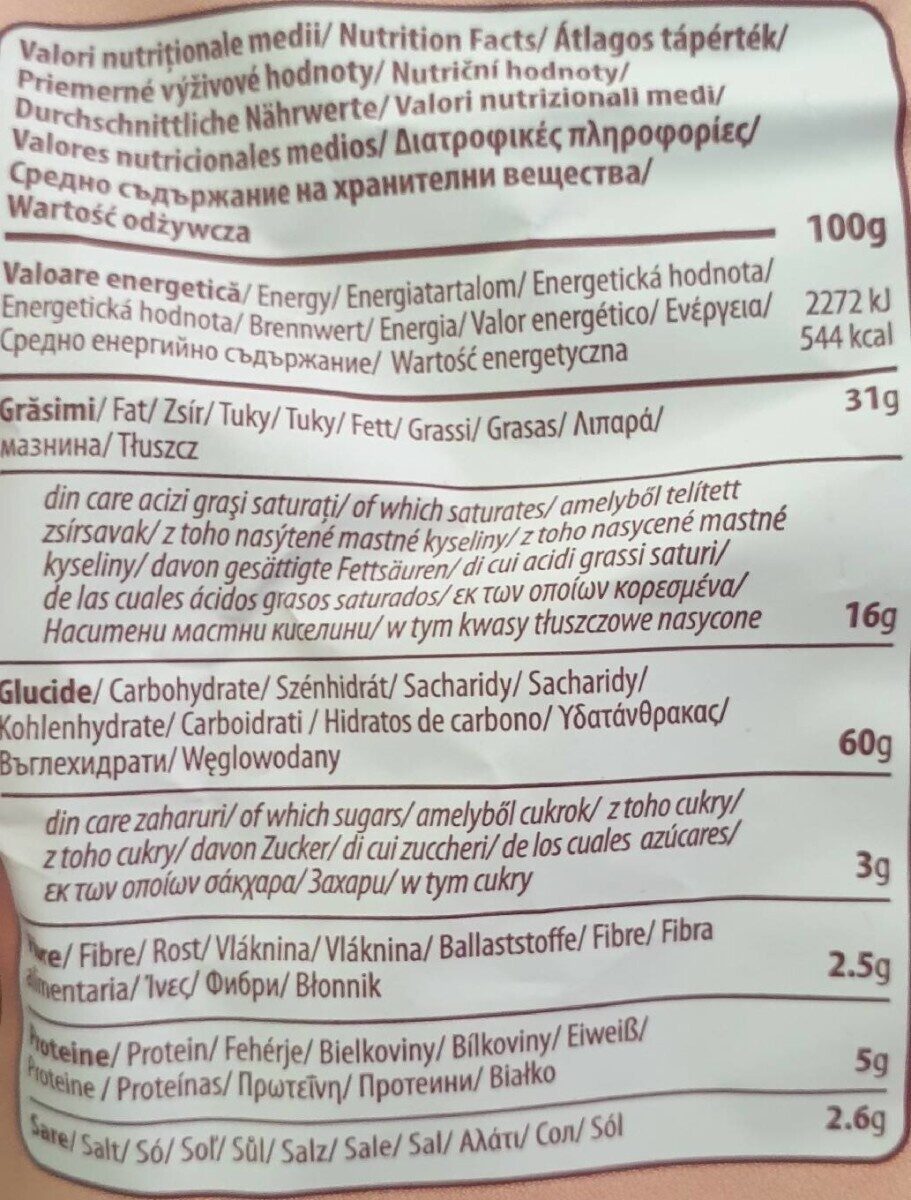 Valori nutriționale medii/ Nutrition Facts/ Átlagos tápérték/
Priemerné výživové hodnoty/ Nutriční hodnoty/
Durchschnittliche Nährwerte/ Valori nutrizionali medi/
Valores nutricionales medios/ Διατροφικές πληροφορίες/
Средно съдържание на хранителни вещества/
Wartość odżywcza
100g
Valoare energetică/ Energy/ Energiatartalom/ Energetická hodnota/
Energetická hodnota/ Brennwert/ Energia/ Valor energético/ Ενέργεια/ 2272 kJ
Средно енергийно съдържание/ Wartość energetyczna 544 kcal
Grăsimi/ Fat/ Zsír/ Tuky/ Tuky/ Fett/ Grassi/ Grasas/ Λιπαρά/ 31g
мазнина/ Tłuszcz
din care acizi grași saturați/ of which saturates/ amelyből telített
zsírsavak/ z toho nasýtené mastné kyseliny/ z toho nasycené mastné
kyseliny/ davon gesättigte Fettsäuren/ di cui acidi grassi saturi/
de las cuales ácidos grasos saturados/ εκ των οποίων κορεσμένα/
Наситени мастни киселини/ w tym kwasy tłuszczowe nasycone 16g
Glucide/ Carbohydrate/ Szénhidrát/ Sacharidy/ Sacharidy/
Kohlenhydrate/ Carboidrati / Hidratos de carbono/ Υδατάνθρακας/
Въглехидрати/ Węglowodany 60g
din care zaharuri/ of which sugars/ amelyből cukrok/ z toho cukry/
z toho cukry/ davon Zucker/ di cui zuccheri/ de los cuales azúcares/
εκ των οποίων σάκχαρα/ Захари/ w tym cukry 3g
Fibre/ Rost/ Vláknina/ Vláknina/ Ballaststoffe/ Fibre/ Fibra
alimentaria/ Ίνες/ Фибри/ Błonnik 2.5g
Proteine/ Protein/ Fehérje/ Bielkoviny/ Bílkoviny/ Eiweiß/
Proteine / Proteínas/ Πρωτεΐνη/ Протеини/ Białko 5g
Sare/ Salt/ Só/ Soľ/ Sůl/ Salz/ Sale/ Sal/ Αλάτι/ Сол/ Sól 2.6g